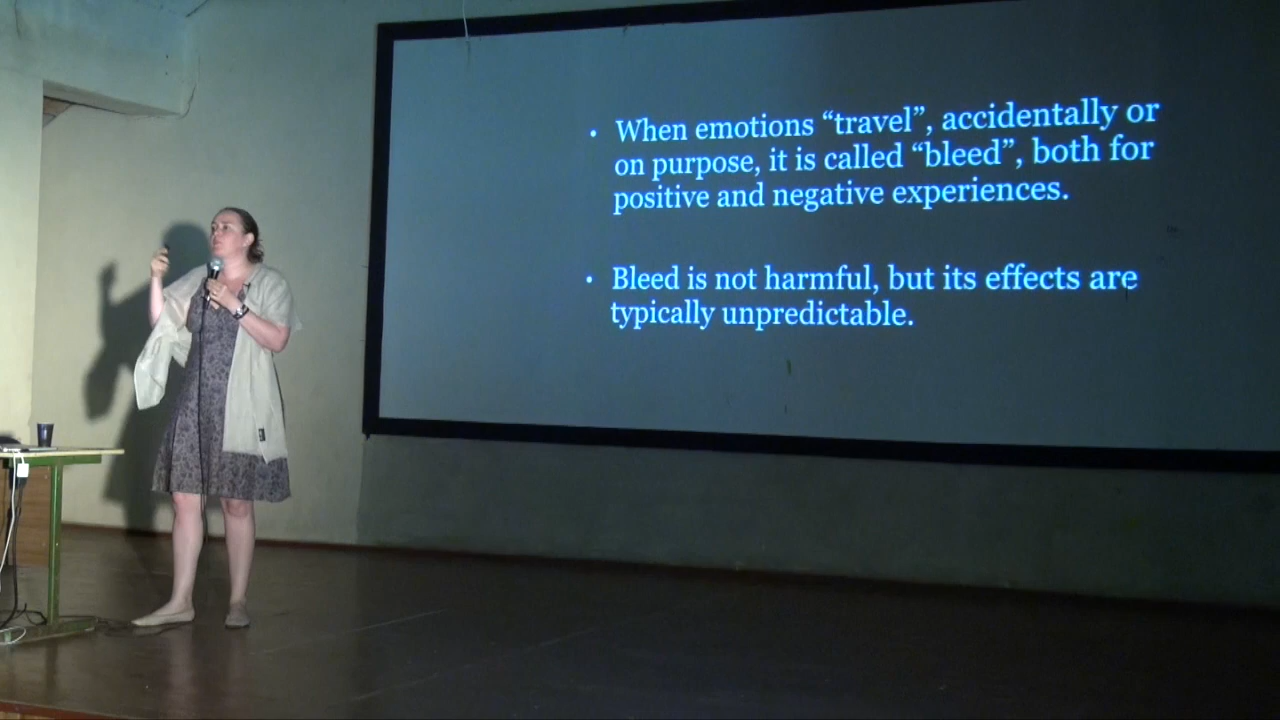 • When emotions “travel”, accidentally or
on purpose, it is called “bleed”, both for
positive and negative experiences.
• Bleed is not harmful, but its effects are
typically unpredictable.